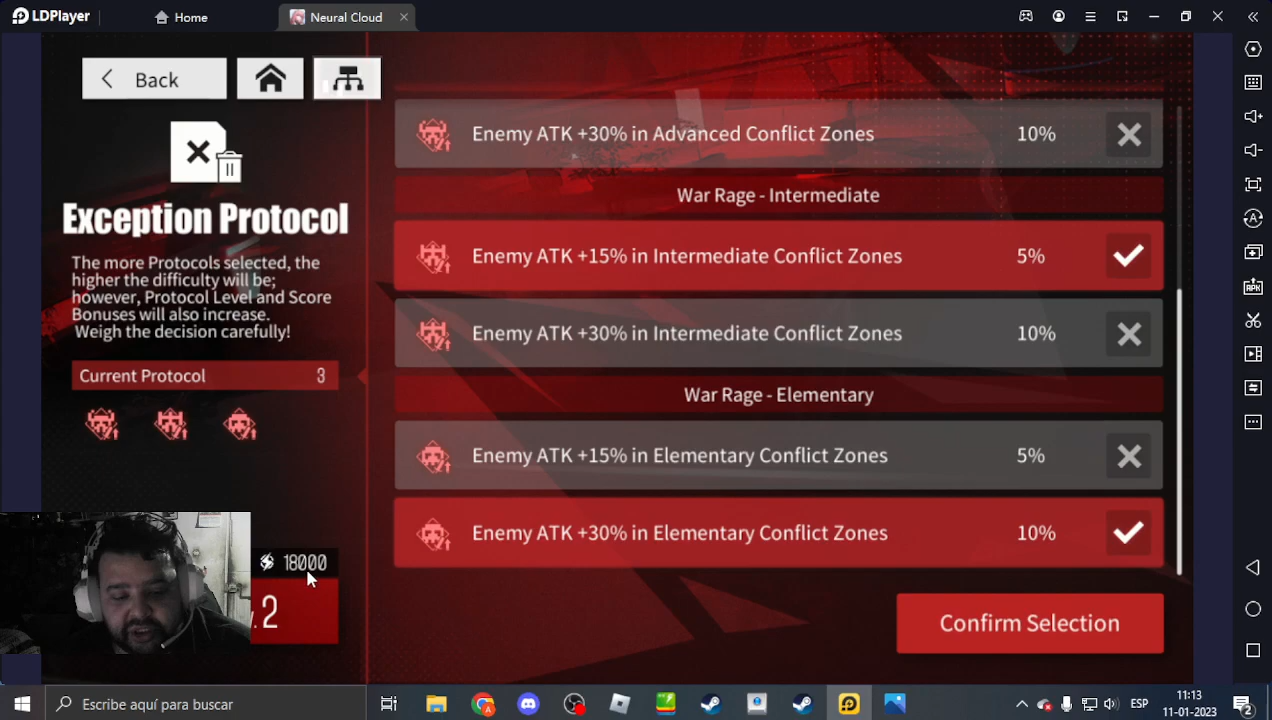 LDPlayer
Home
Neural Cloud
Back
Exception Protocol
The more Protocols selected, the
higher the difficulty will be;
however, Protocol Level and Score
Bonuses will also increase.
Weigh the decision carefully!
Current Protocol 3
18000
.2
Enemy ATK +30% in Advanced Conflict Zones 10%
War Rage - Intermediate
Enemy ATK +15% in Intermediate Conflict Zones 5%
Enemy ATK +30% in Intermediate Conflict Zones 10%
War Rage - Elementary
Enemy ATK +15% in Elementary Conflict Zones 5%
Enemy ATK +30% in Elementary Conflict Zones 10%
Confirm Selection
APK
Escribe aquí para buscar
ESP
11:13
11-01-2023
2